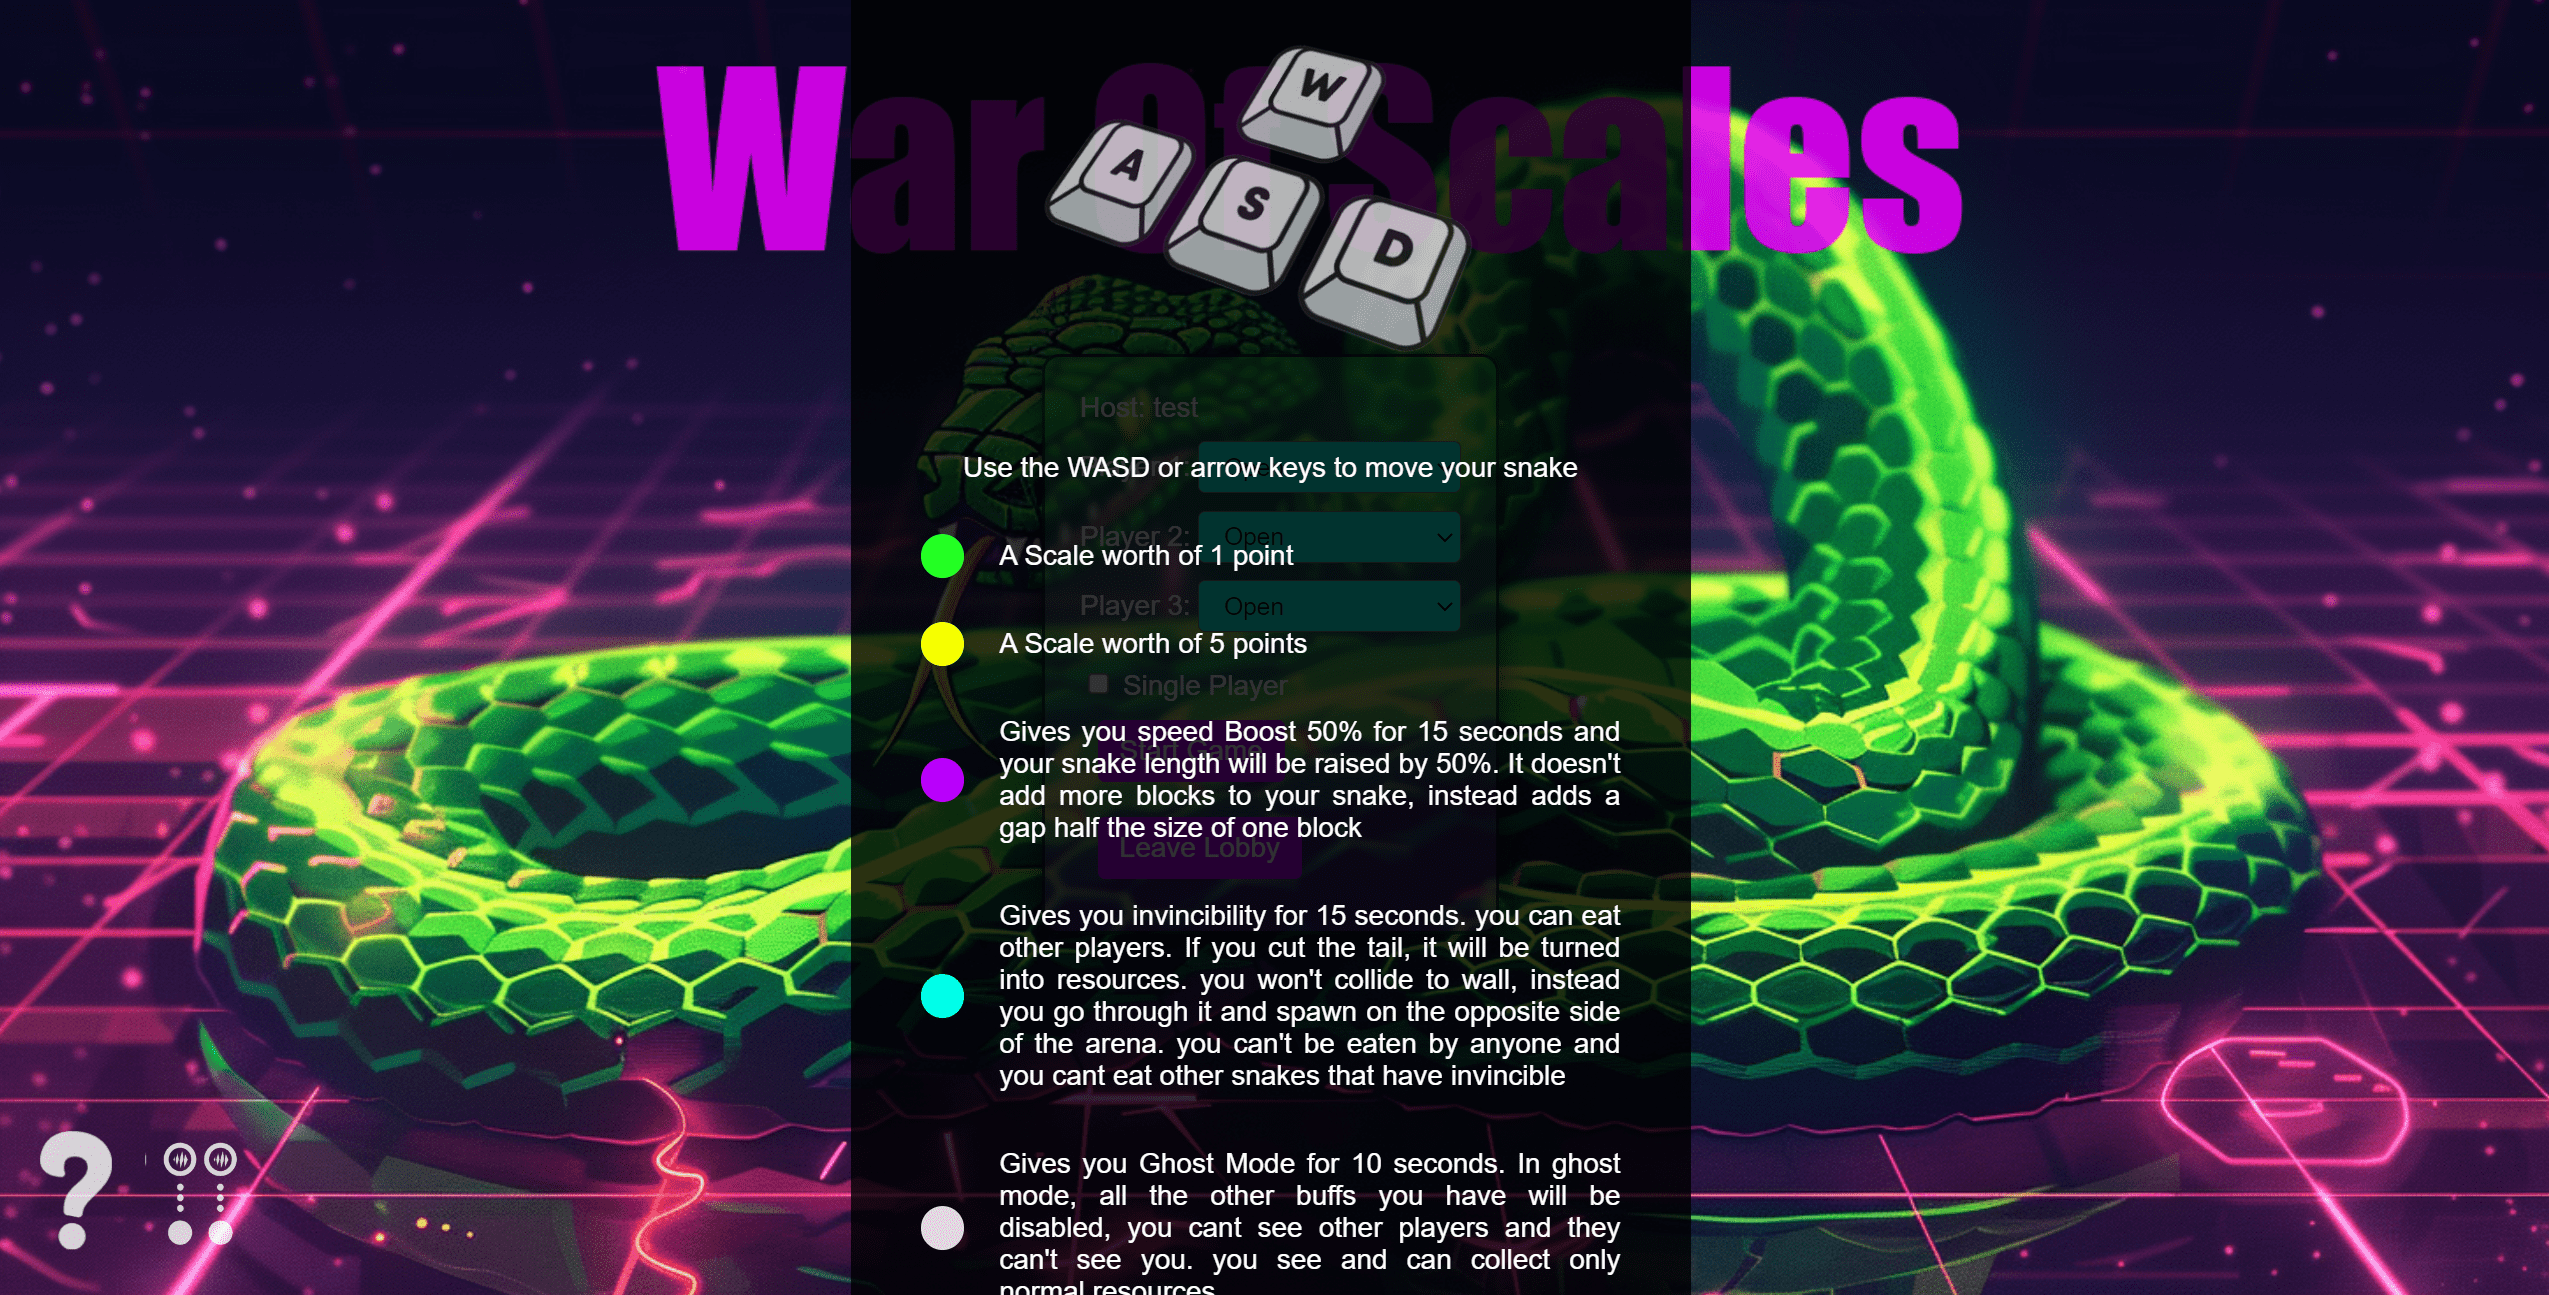 War Of Scales
W
A
S
D
Host: test
Use the WASD or arrow keys to move your snake
Player 2: Open
A Scale worth of 1 point
Player 3: Open
A Scale worth of 5 points
Single Player
Gives you speed Boost 50% for 15 seconds and
Start Game
your snake length will be raised by 50%. It doesn't
add more blocks to your snake, instead adds a
gap half the size of one block
Leave Lobby
Gives you invincibility for 15 seconds. you can eat
other players. If you cut the tail, it will be turned
into resources. you won't collide to wall, instead
you go through it and spawn on the opposite side
of the arena. you can't be eaten by anyone and
you cant eat other snakes that have invincible
Gives you Ghost Mode for 10 seconds. In ghost
mode, all the other buffs you have will be
disabled, you cant see other players and they
can't see you. you see and can collect only
normal resources
?